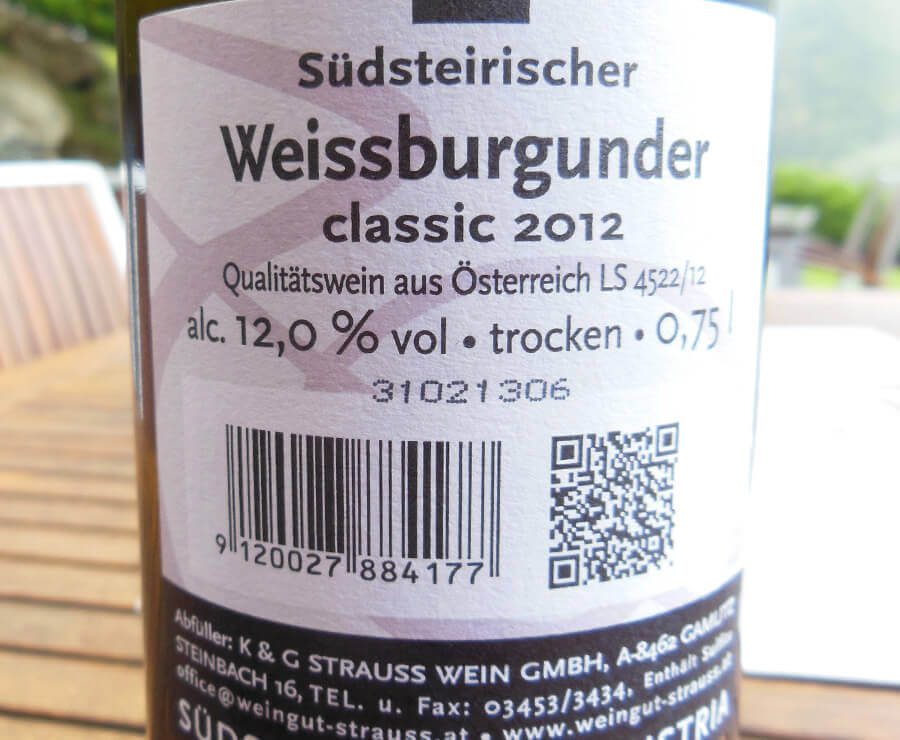 Südsteirischer
Weissburgunder
classic 2012
Qualitätswein aus Österreich LS 4522/12
alc. 12,0 % vol • trocken • 0,75 l
31021306
9 120027 884177
Abfüller: K & G STRAUSS WEIN GMBH, A-8462 GAMLITZ
STEINBACH 16, TEL. u. Fax: 03453/3434. Enthält Sulfite
office@weingut-strauss.at • www.weingut-strauss.at